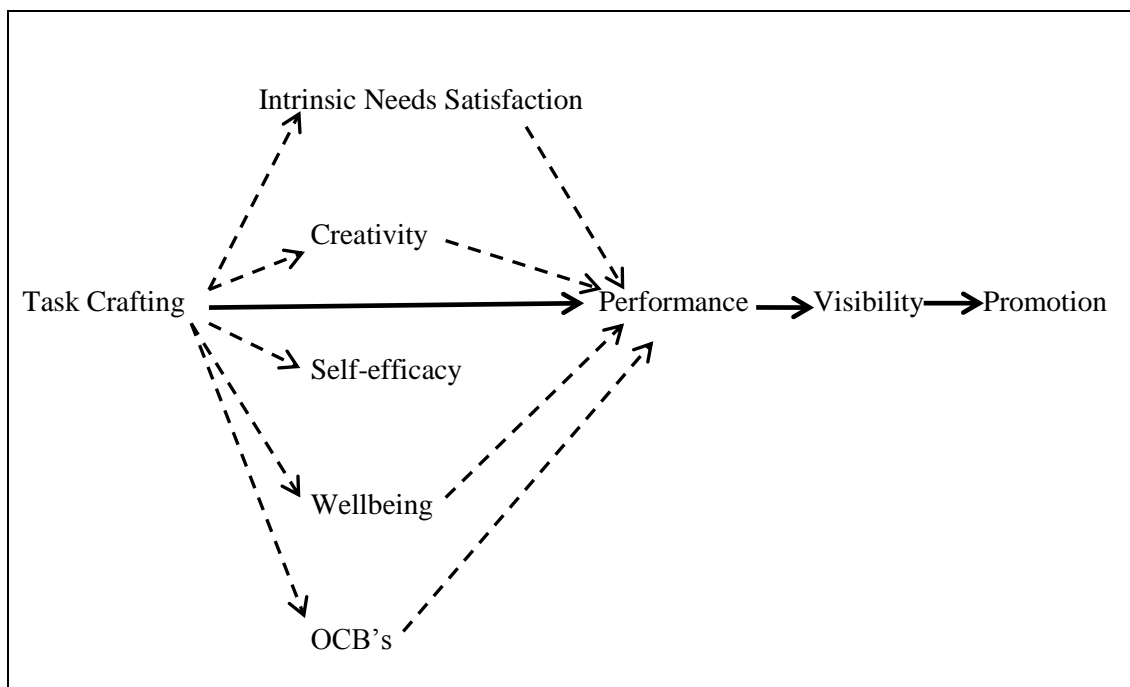 Intrinsic Needs Satisfaction
Creativity
Task Crafting
Performance
Visibility
Promotion
Self-efficacy
Wellbeing
OCB’s